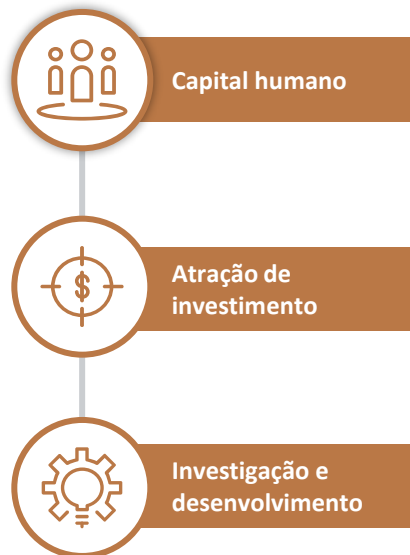 Capital humano
$
Atração de
investimento
Investigação e
desenvolvimento